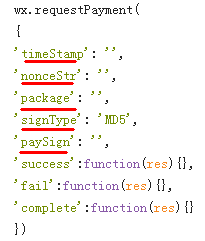 wx.requestPayment(
{
'timeStamp': '',
'nonceStr': '',
'package': '',
'signType': 'MD5',
'paySign': '',
'success':function(res){},
'fail':function(res){},
'complete':function(res){}
})